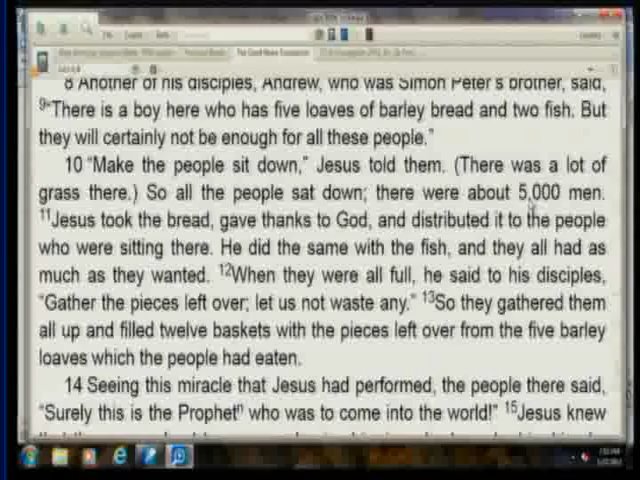 8 Another of his disciples, Andrew, who was Simon Peter's brother, said,
9"There is a boy here who has five loaves of barley bread and two fish. But
they will certainly not be enough for all these people."
10 "Make the people sit down," Jesus told them. (There was a lot of
grass there.) So all the people sat down; there were about 5,000 men.
11Jesus took the bread, gave thanks to God, and distributed it to the people
who were sitting there. He did the same with the fish, and they all had as
much as they wanted. 12When they were all full, he said to his disciples,
"Gather the pieces left over; let us not waste any." 13So they gathered them
all up and filled twelve baskets with the pieces left over from the five barley
loaves which the people had eaten.
14 Seeing this miracle that Jesus had performed, the people there said,
"Surely this is the Prophetn who was to come into the world!" 15Jesus knew